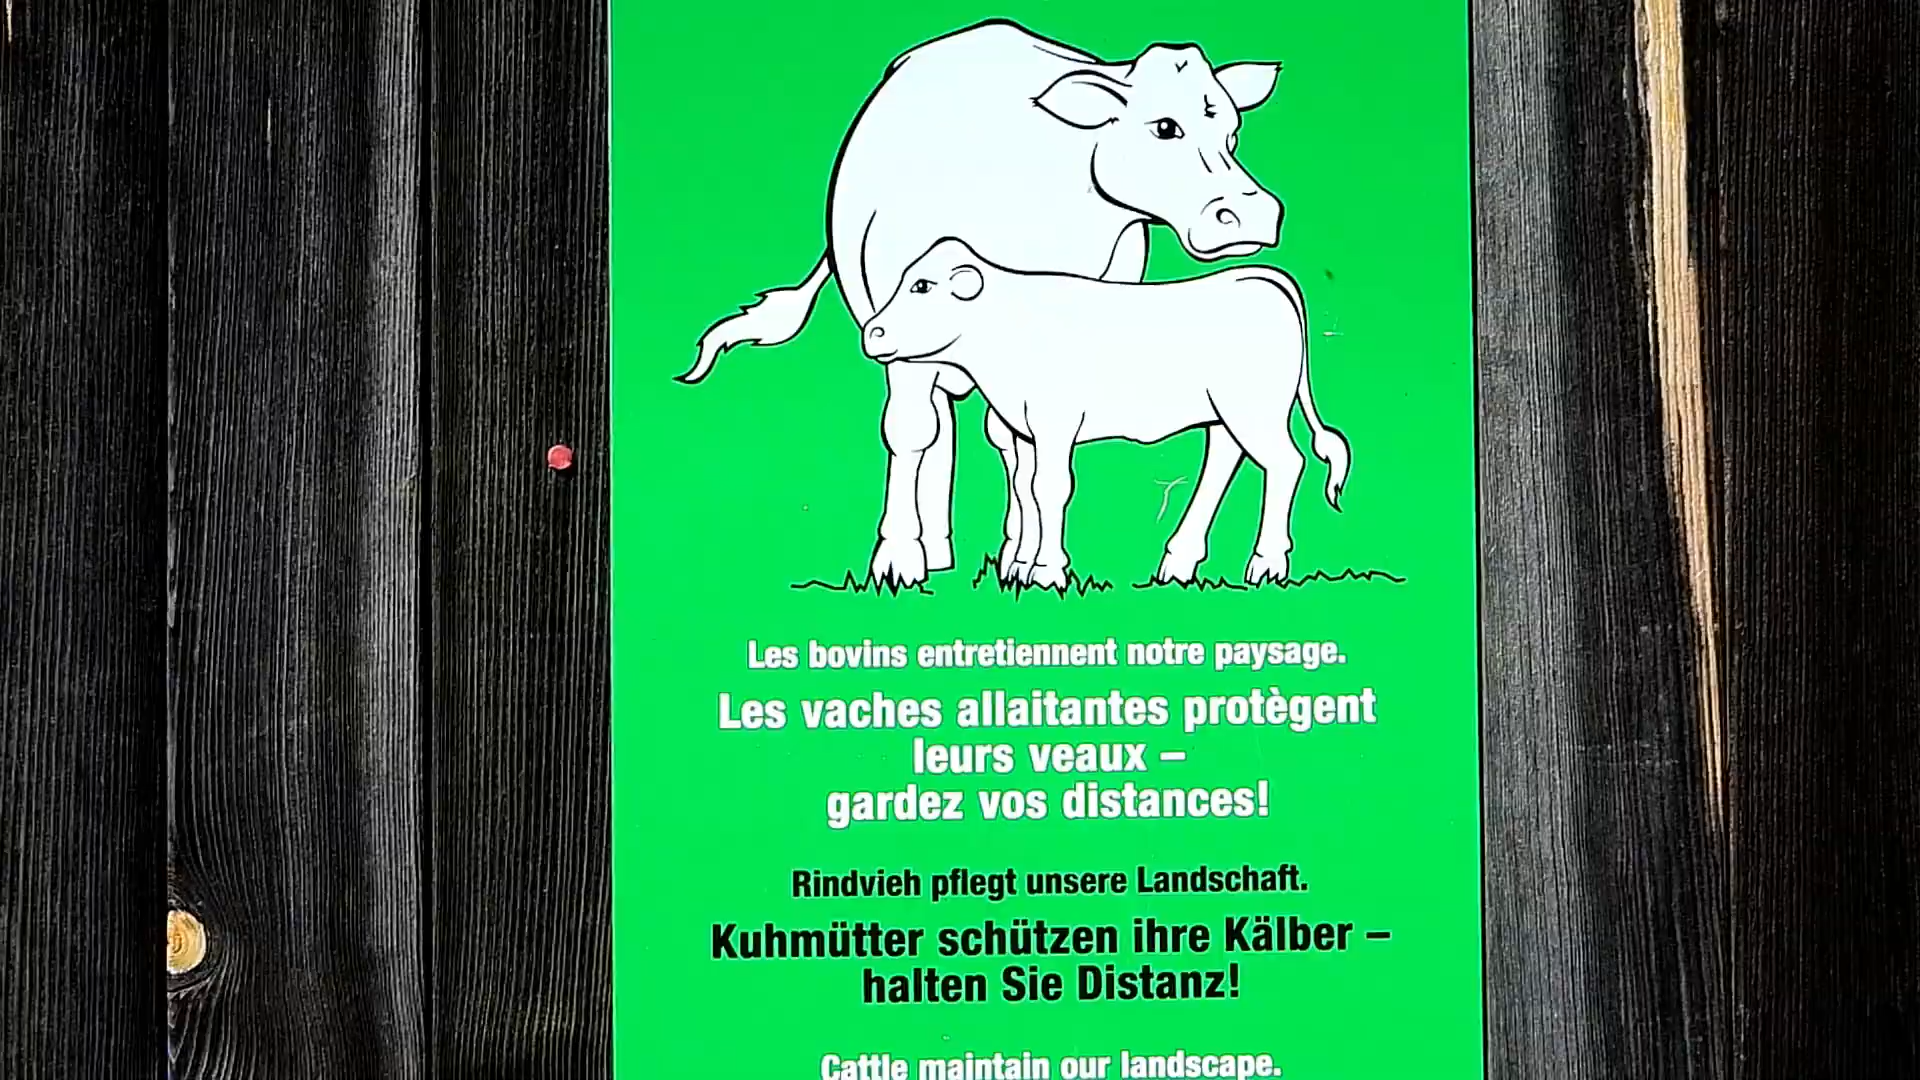 Les bovins entretiennent notre paysage.
Les vaches allaitantes protègent
leurs veaux –
gardez vos distances!
Rindvieh pflegt unsere Landschaft.
Kuhmütter schützen ihre Kälber –
halten Sie Distanz!
Cattle maintain our landscape.